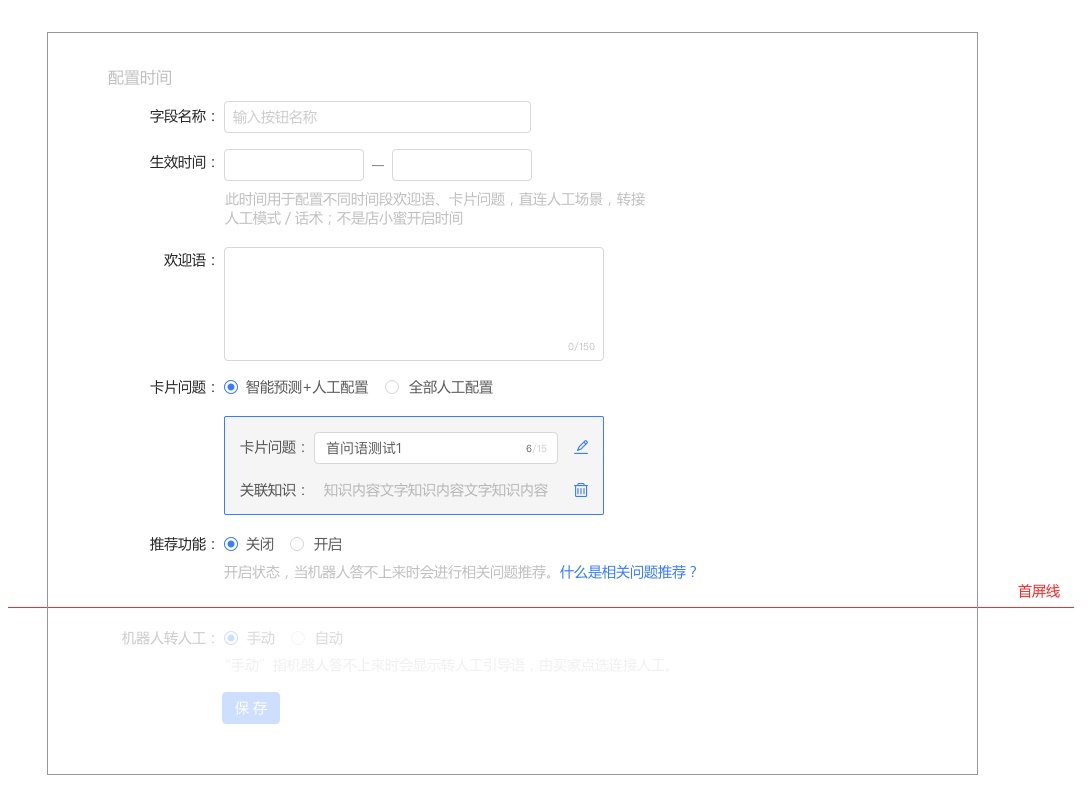 配置时间
字段名称：输入按钮名称
生效时间： —
此时间用于配置不同时间段欢迎语、卡片问题，直连人工场景，转接
人工模式 / 话术；不是店小蜜开启时间
欢迎语：
0/150
卡片问题： 智能预测+人工配置 全部人工配置
卡片问题： 首问语测试1 6/15
关联知识： 知识内容文字知识内容文字知识内容
推荐功能： 关闭 开启
开启状态，当机器人答不上来时会进行相关问题推荐。什么是相关问题推荐？
首屏线
机器人转人工： 手动 自动
“手动”指机器人答不上来时会显示转人工引导语，由买家点选连接人工。
保 存